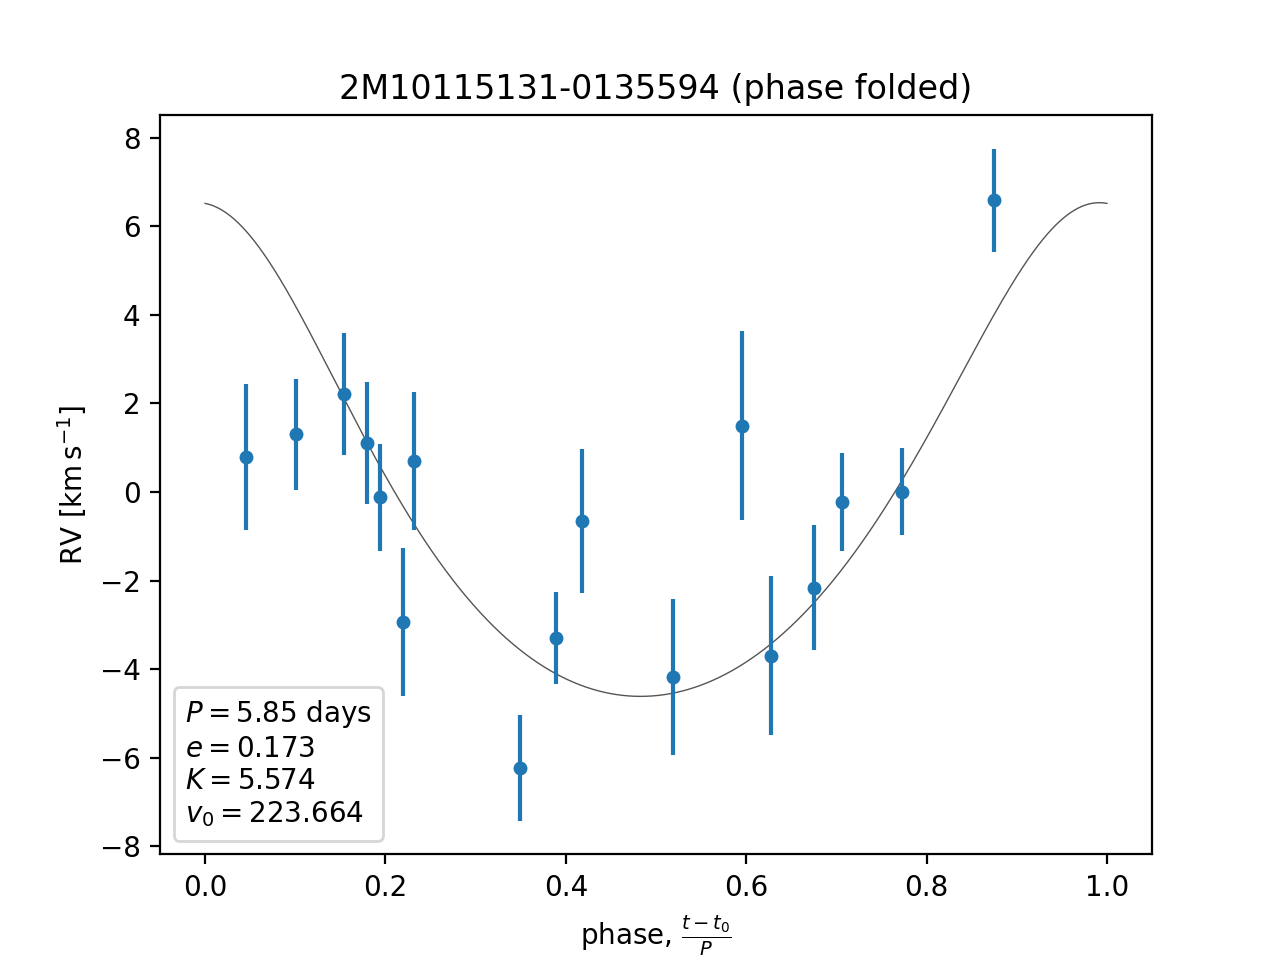 2M10115131-0135594 (phase folded)
RV [km s⁻¹]
8
6
4
2
0
−2
−4
−6
−8
P = 5.85 days
e = 0.173
K = 5.574
v₀ = 223.664
0.0 0.2 0.4 0.6 0.8 1.0
phase, (t − t₀)/P